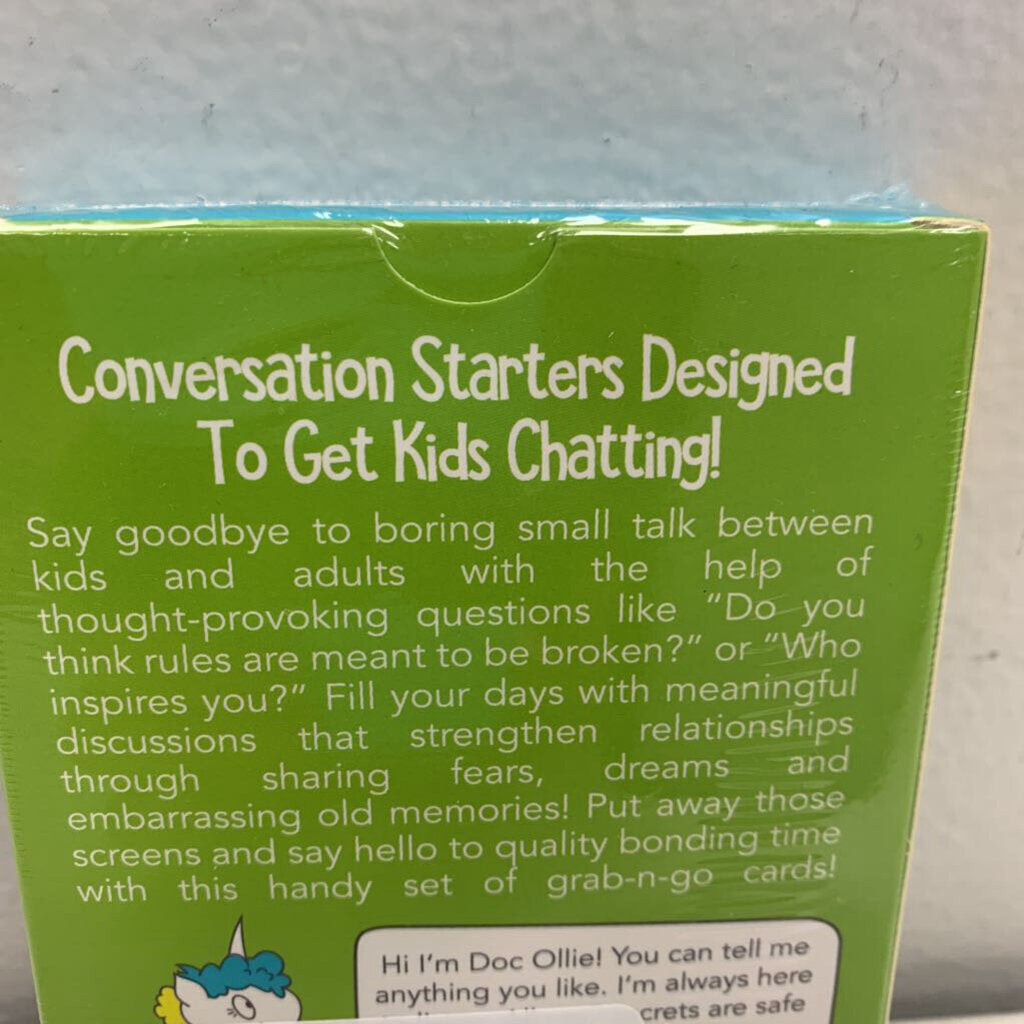 Conversation Starters Designed
To Get Kids Chatting!
Say goodbye to boring small talk between
kids and adults with the help of
thought-provoking questions like “Do you
think rules are meant to be broken?” or “Who
inspires you?” Fill your days with meaningful
discussions that strengthen relationships
through sharing fears, dreams and
embarrassing old memories! Put away those
screens and say hello to quality bonding time
with this handy set of grab-n-go cards!
Hi I'm Doc Ollie! You can tell me
anything you like. I'm always here
are safe